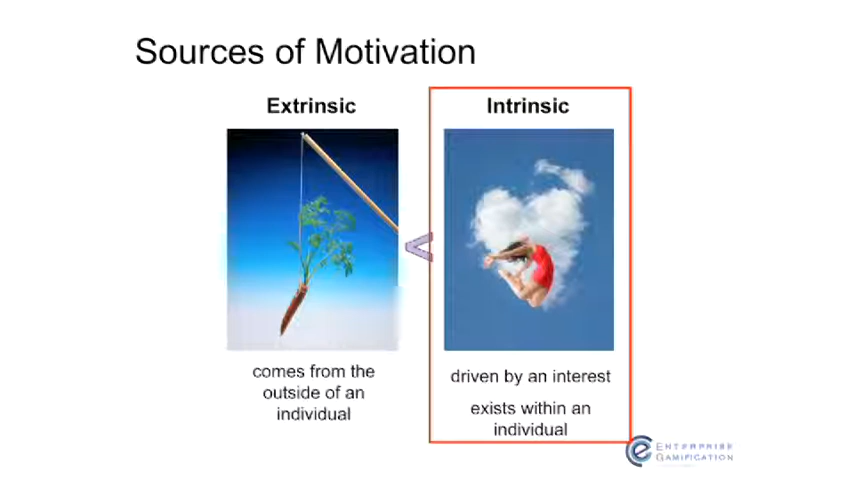 Sources of Motivation
Extrinsic
Intrinsic
<
comes from the
outside of an
individual
driven by an interest
exists within an
individual
ENTERPRISE
GAMIFICATION